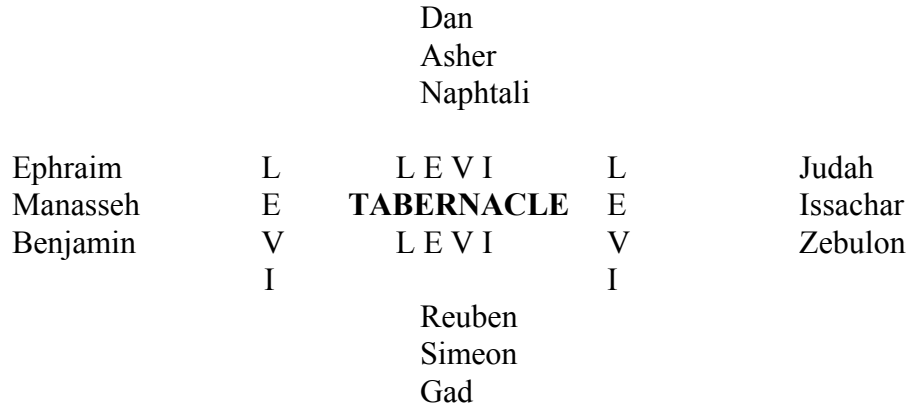 Dan
Asher
Naphtali
Ephraim L L E V I L Judah
Manasseh E TABERNACLE E Issachar
Benjamin V L E V I V Zebulon
I I
Reuben
Simeon
Gad